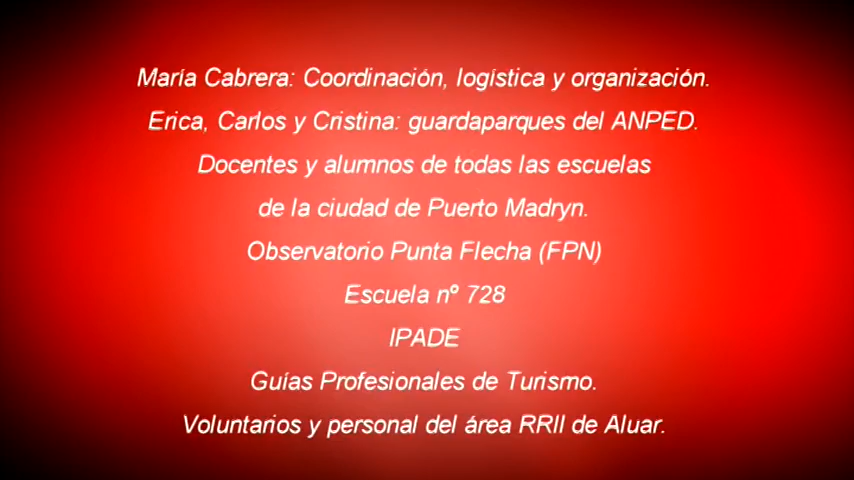 María Cabrera: Coordinación, logística y organización.
Erica, Carlos y Cristina: guardaparques del ANPED.
Docentes y alumnos de todas las escuelas
de la ciudad de Puerto Madryn.
Observatorio Punta Flecha (FPN)
Escuela nº 728
IPADE
Guías Profesionales de Turismo.
Voluntarios y personal del área RRII de Aluar.